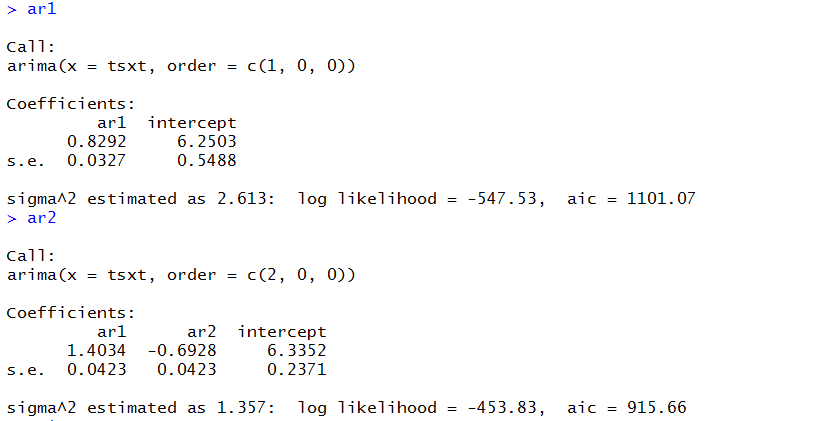 > ar1
Call:
arima(x = tsxt, order = c(1, 0, 0))
Coefficients:
ar1 intercept
0.8292 6.2503
s.e. 0.0327 0.5488
sigma^2 estimated as 2.613: log likelihood = -547.53, aic = 1101.07
> ar2
Call:
arima(x = tsxt, order = c(2, 0, 0))
Coefficients:
ar1 ar2 intercept
1.4034 -0.6928 6.3352
s.e. 0.0423 0.0423 0.2371
sigma^2 estimated as 1.357: log likelihood = -453.83, aic = 915.66